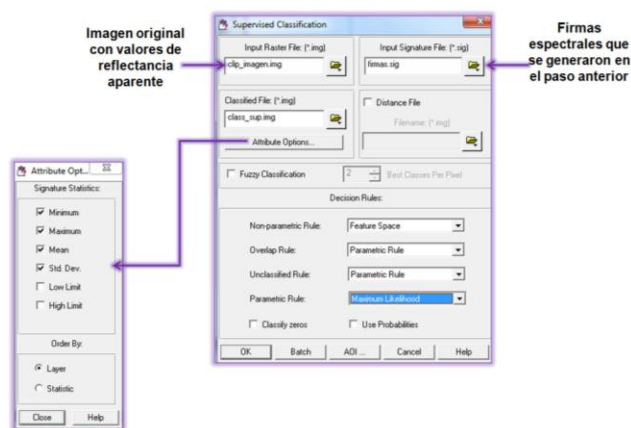 Imagen original
con valores de
reflectancia
aparente
Supervised Classification
Input Raster File: (*.img)
clip_imagen.img
Input Signature File: (*.sig)
firmas.sig
Firmas
espectrales que
se generaron en
el paso anterior
Classified File: (*.img)
class_sup.img
Attribute Options...
Distance File
Filename: (*.img)
Fuzzy Classification
2
Best Classes Per Pixel
Decision Rules:
Non-parametric Rule:
Feature Space
Overlap Rule:
Parametric Rule
Unclassified Rule:
Parametric Rule
Parametric Rule:
Maximum Likelihood
Classify zeros
Use Probabilities
OK
Batch
AOI ...
Cancel
Help
Attribute Opt...
Signature Statistics:
Minimum
Maximum
Mean
Std. Dev.
Low Limit
High Limit
Order By:
Layer
Statistic
Close
Help